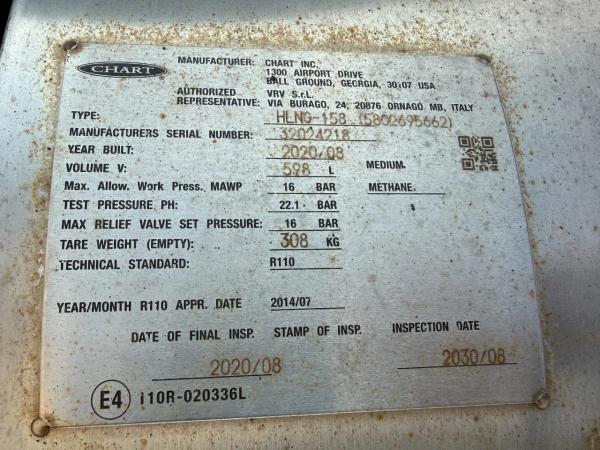 CHART
MANUFACTURER: CHART INC.
1300 AIRPORT DRIVE
BALL GROUND, GEORGIA, 30107 USA
AUTHORIZED REPRESENTATIVE: VRV S.r.L.
VIA BURAGO, 24, 20876 ORNAGO MB, ITALY
TYPE: HLNG-158 (5802695662)
MANUFACTURERS SERIAL NUMBER: 32024218
YEAR BUILT: 2020/08
VOLUME V: 598 L MEDIUM.
Max. Allow. Work Press. MAWP 16 BAR METHANE.
TEST PRESSURE, PH: 22.1 BAR
MAX RELIEF VALVE SET PRESSURE: 16 BAR
TARE WEIGHT (EMPTY): 308 KG
TECHNICAL STANDARD: R110
YEAR/MONTH R110 APPR. DATE 2014/07
DATE OF FINAL INSP. STAMP OF INSP. INSPECTION DATE
2020/08 2030/08
E4 110R-020336L